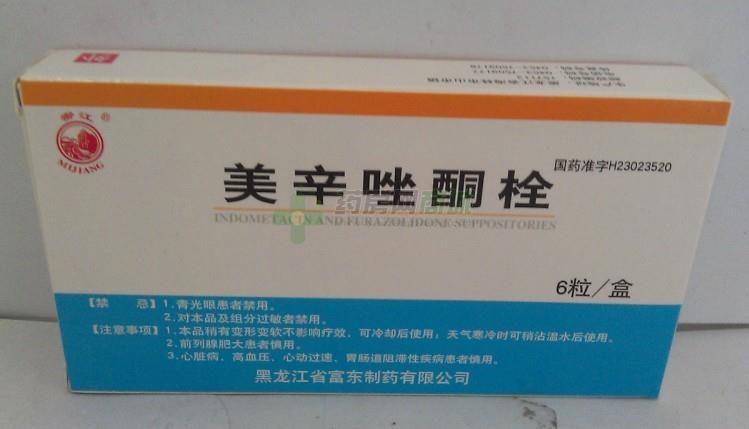 眉江®
MEIJIANG
国药准字H23023520
美辛唑酮栓
INDOMETACIN AND FURAZOLIDONE SUPPOSITORIES
6粒/盒
【禁 忌】1.青光眼患者禁用。
2.对本品及组分过敏者禁用。
【注意事项】1.本品稍有变形变软不影响疗效，可冷却后使用；天气寒冷时可稍沾温水后使用。
2.前列腺肥大患者慎用。
3.心脏病、高血压、心动过速、胃肠道阻滞性疾病患者慎用。
黑龙江省富东制药有限公司